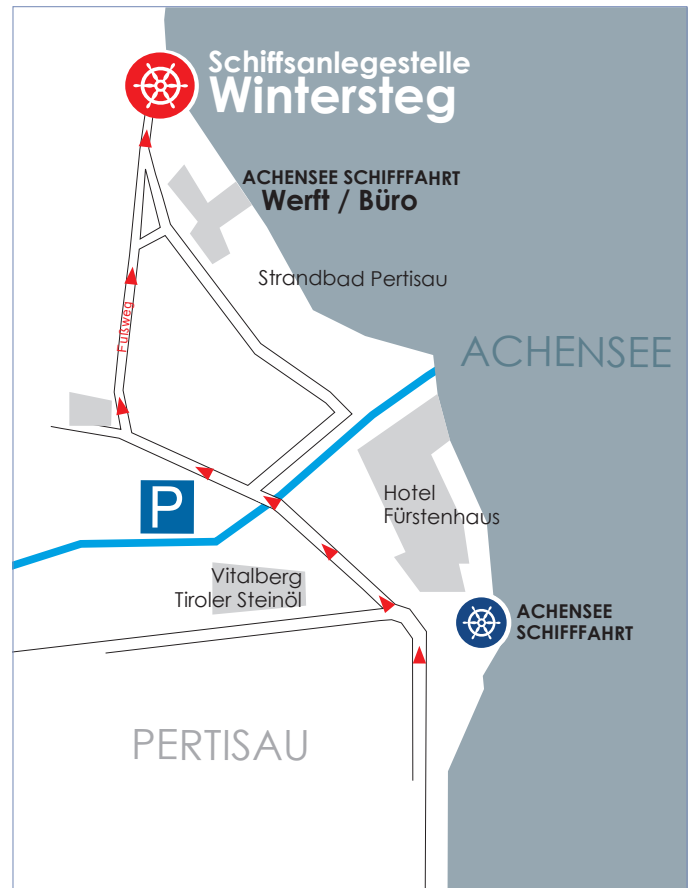 Schiffsanlegestelle
Wintersteg
ACHENSEE SCHIFFFAHRT
Werft / Büro
Strandbad Pertisau
Fußweg
ACHENSEE
P
Hotel
Fürstenhaus
Vitalberg
Tiroler Steinöl
ACHENSEE
SCHIFFFAHRT
PERTISAU